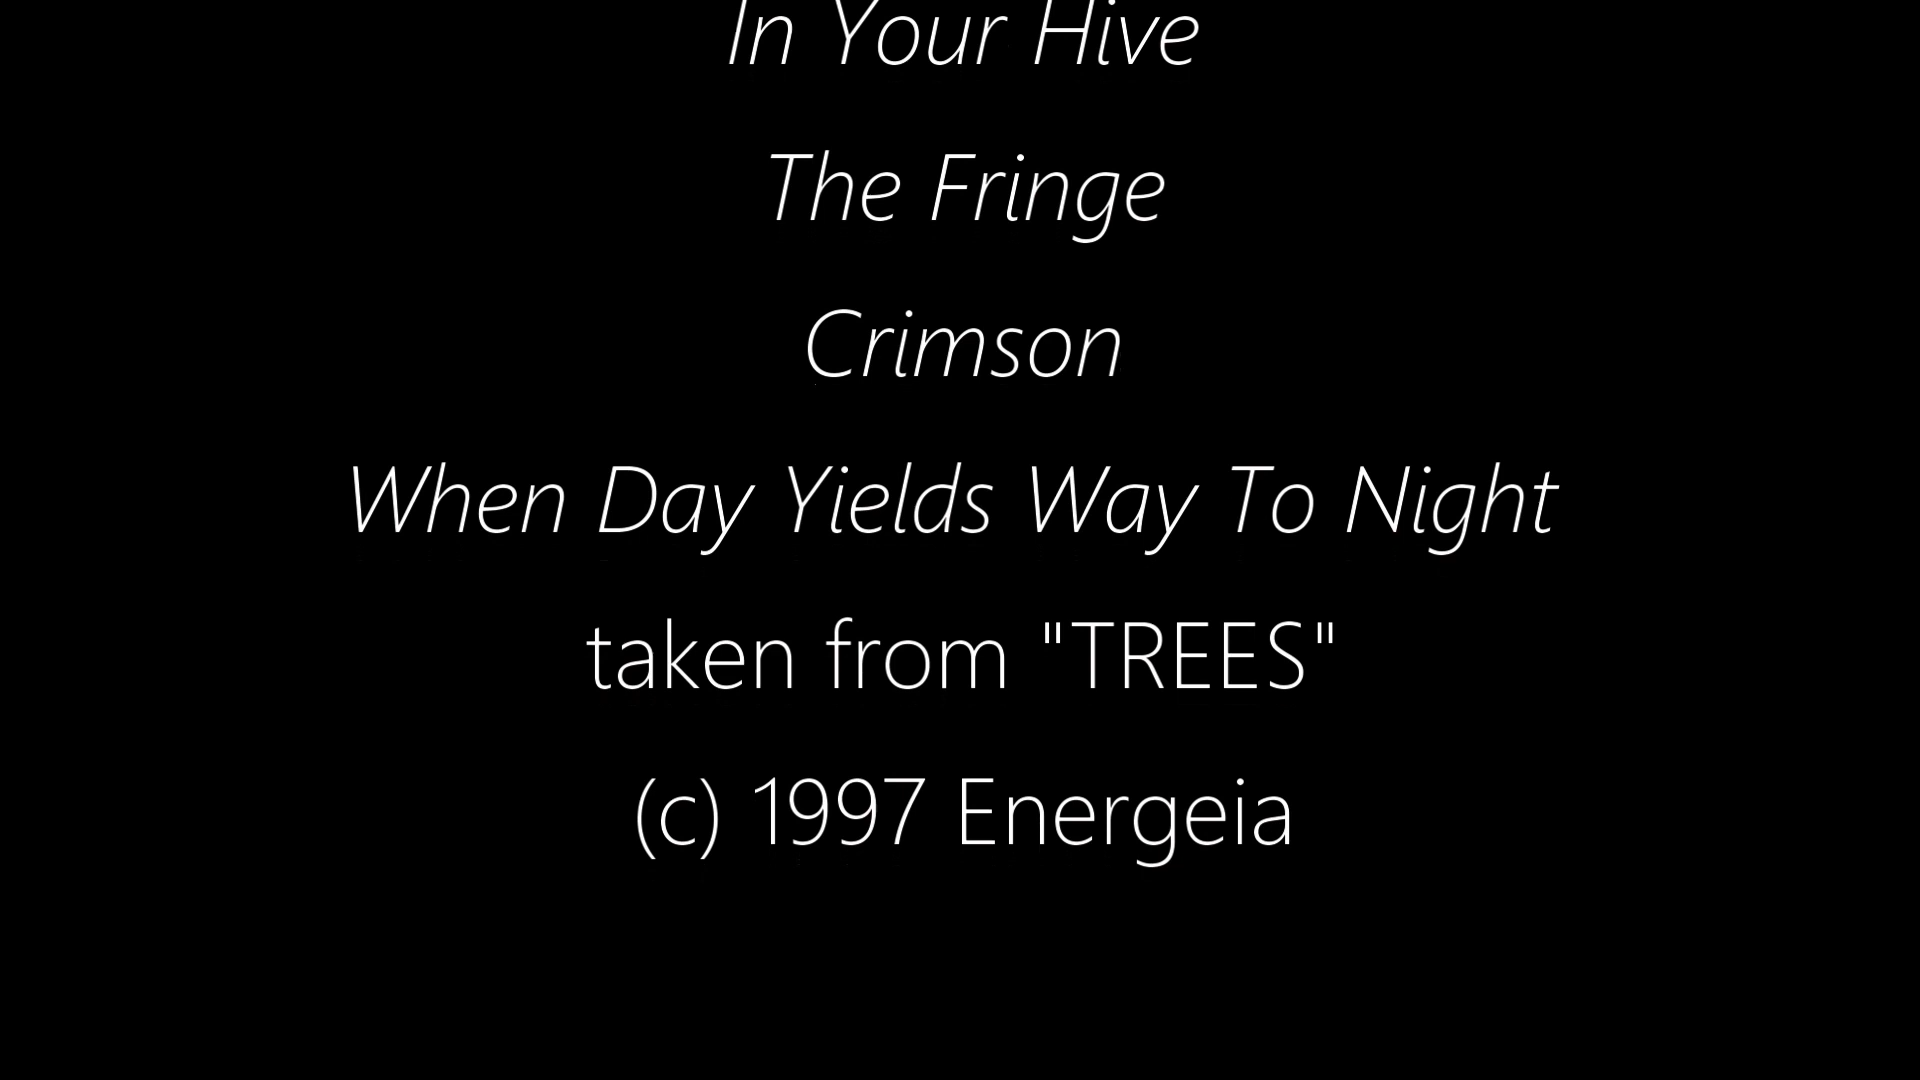 In Your Hive
The Fringe
Crimson
When Day Yields Way To Night
taken from "TREES"
(c) 1997 Energeia